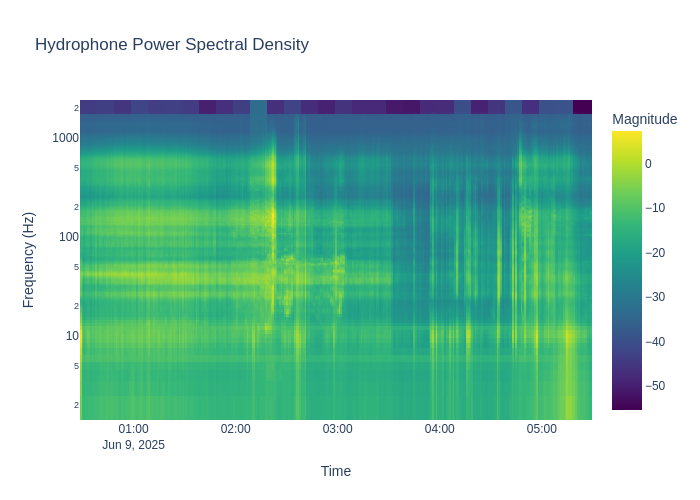 Hydrophone Power Spectral Density
Magnitude
2
1000
5
2
100
5
2
10
5
2
Frequency (Hz)
0
−10
−20
−30
−40
−50
01:00 02:00 03:00 04:00 05:00
Jun 9, 2025
Time